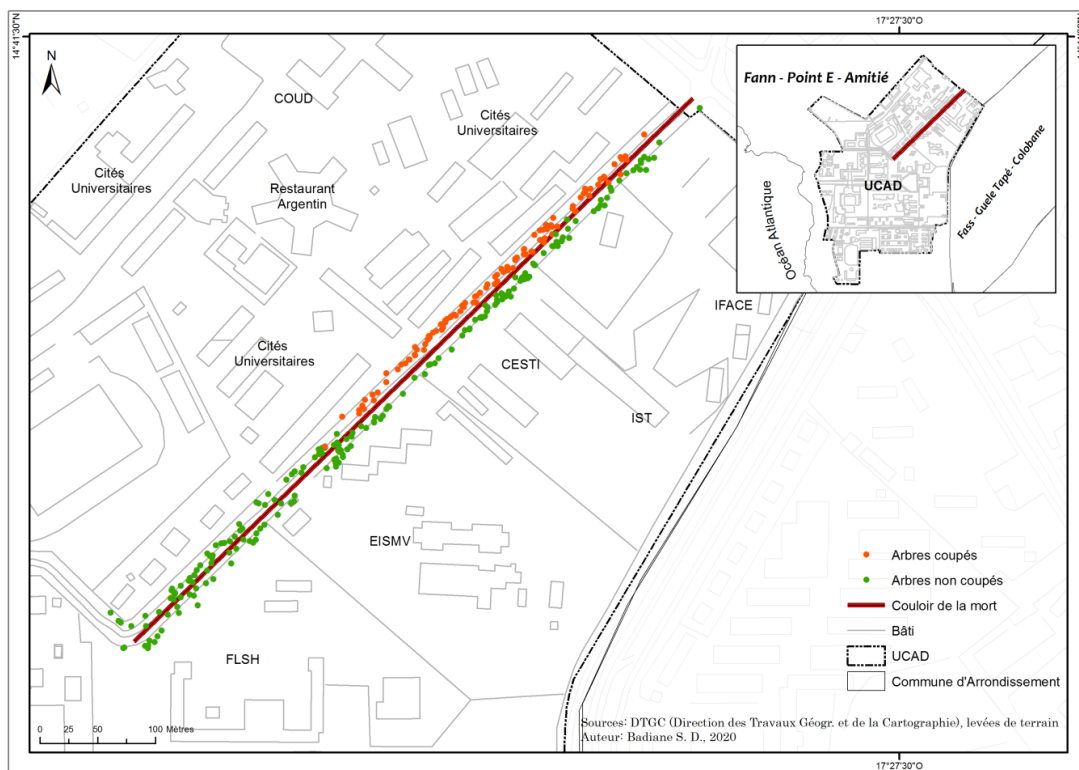 17°27'30"O
14°41'30"N
N
COUD
Cités
Universitaires
Cités
Universitaires
Restaurant
Argentin
Cités
Universitaires
CESTI
IFACE
IST
EISMV
FLSH
Fann - Point E - Amitié
UCAD
Océan Atlantique
Fass - Guele Tapé - Colobane
Arbres coupés
Arbres non coupés
Couloir de la mort
Bâti
UCAD
Commune d'Arrondissement
0 25 50 100 Mètres
Sources: DTGC (Direction des Travaux Géogr. et de la Cartographie), levées de terrain
Auteur: Badiane S. D., 2020
17°27'30"O